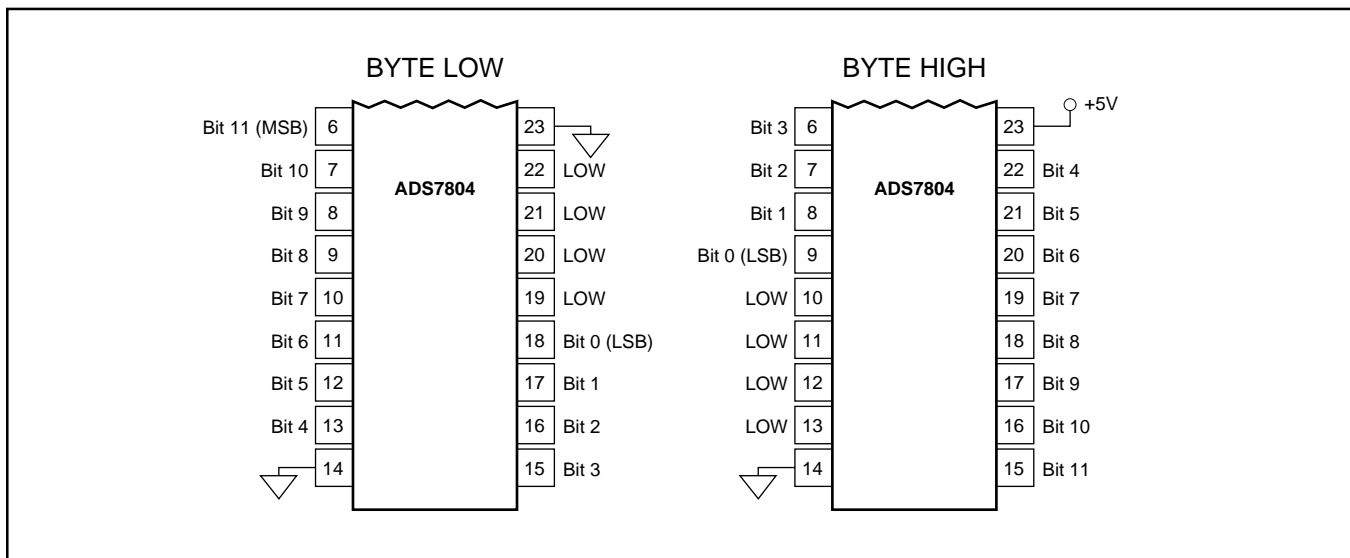 BYTE LOW
Bit 11 (MSB) 6 23
Bit 10 7 22 LOW
ADS7804
Bit 9 8 21 LOW
Bit 8 9 20 LOW
Bit 7 10 19 LOW
Bit 6 11 18 Bit 0 (LSB)
Bit 5 12 17 Bit 1
Bit 4 13 16 Bit 2
14 15 Bit 3
BYTE HIGH
+5V
Bit 3 6 23
Bit 2 7 22 Bit 4
ADS7804
Bit 1 8 21 Bit 5
Bit 0 (LSB) 9 20 Bit 6
LOW 10 19 Bit 7
LOW 11 18 Bit 8
LOW 12 17 Bit 9
LOW 13 16 Bit 10
14 15 Bit 11